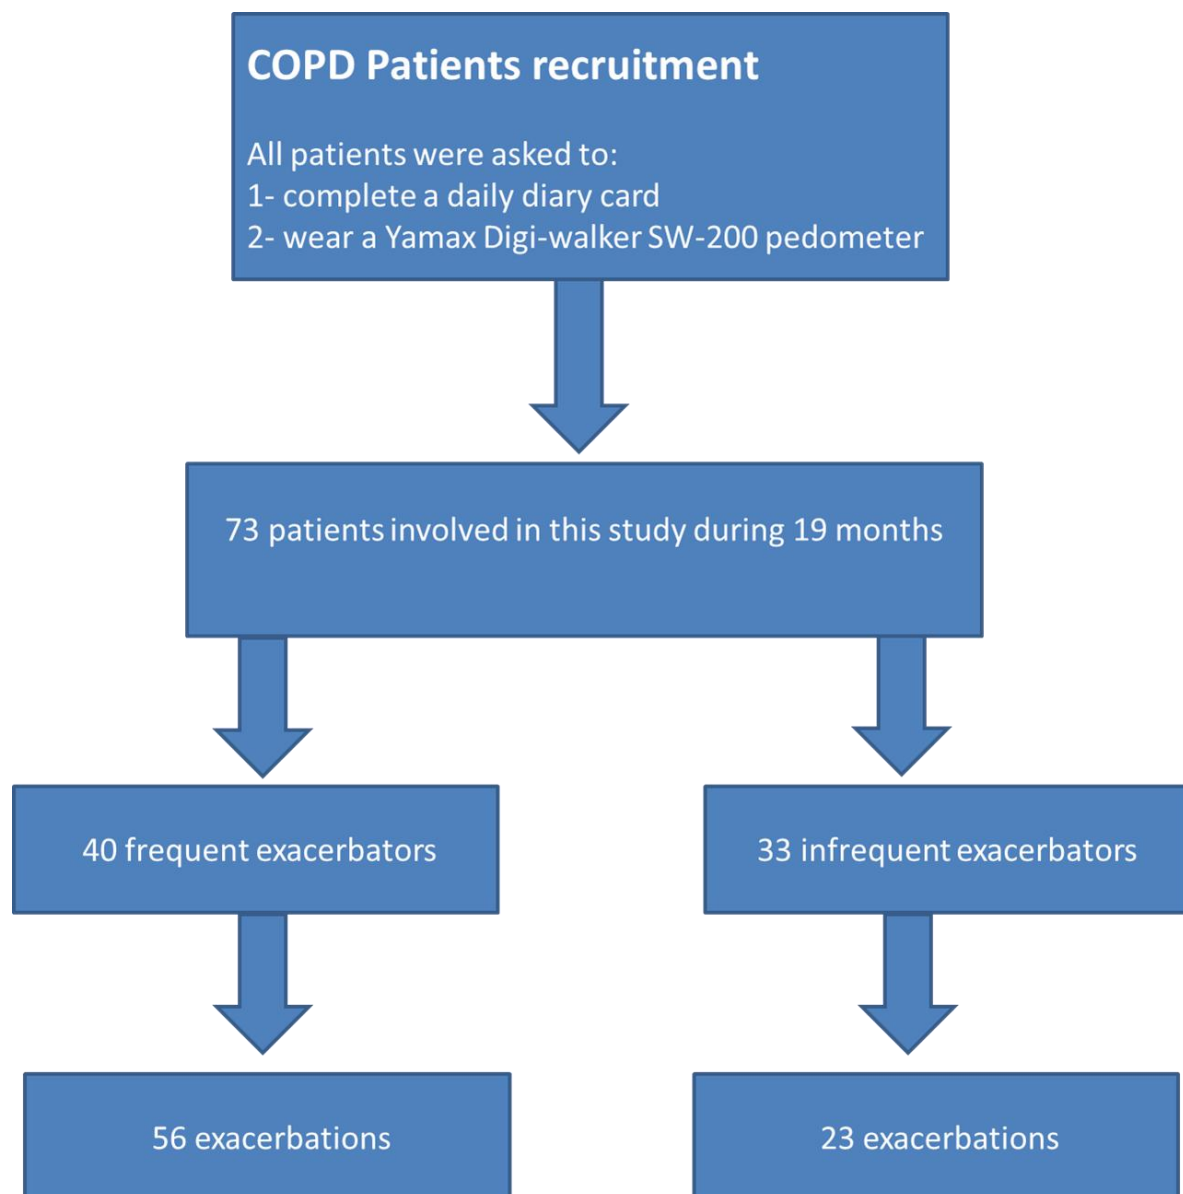 COPD Patients recruitment
All patients were asked to:
1- complete a daily diary card
2- wear a Yamax Digi-walker SW-200 pedometer
73 patients involved in this study during 19 months
40 frequent exacerbators
33 infrequent exacerbators
56 exacerbations
23 exacerbations